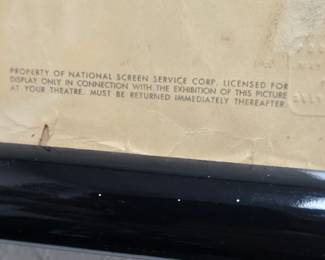 PROPERTY OF NATIONAL SCREEN SERVICE CORP. LICENSED FOR
DISPLAY ONLY IN CONNECTION WITH THE EXHIBITION OF THIS PICTURE
AT YOUR THEATRE. MUST BE RETURNED IMMEDIATELY THEREAFTER.